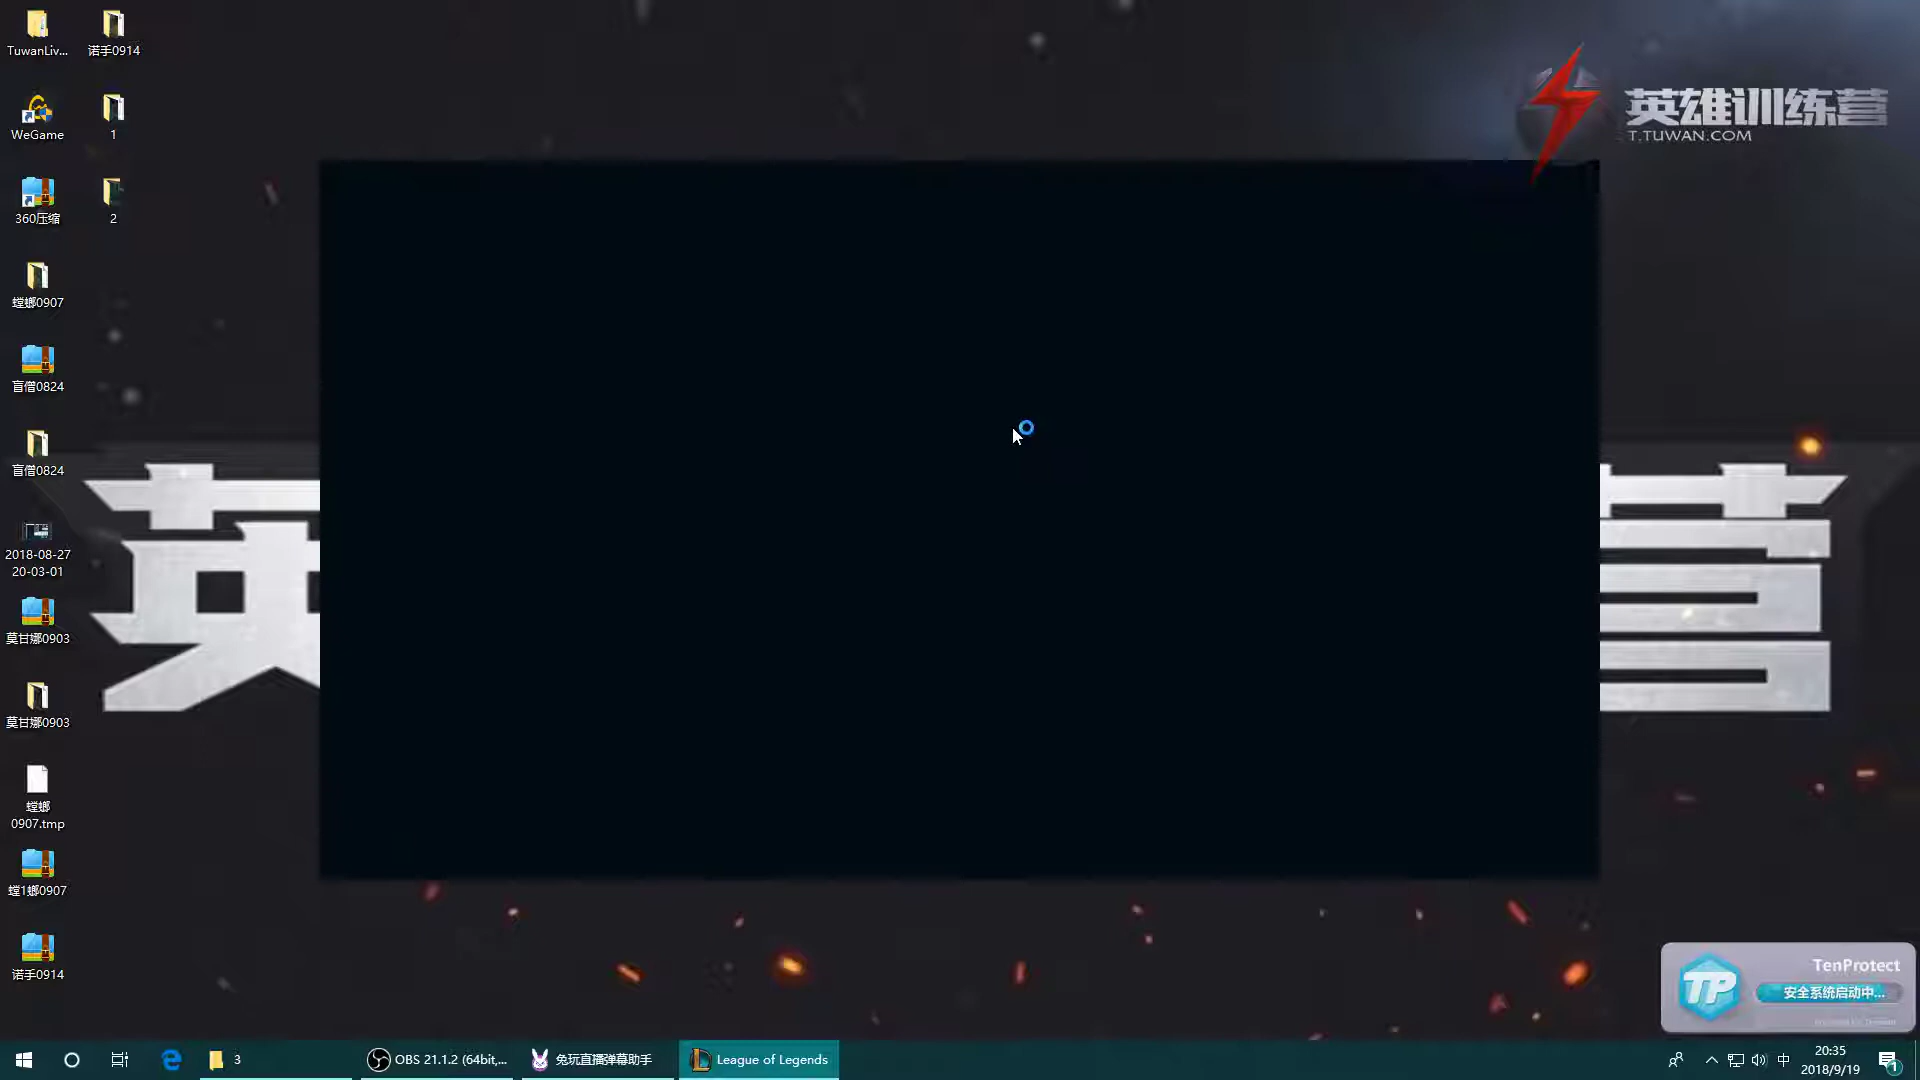 TuwanLiv...
诺手0914
WeGame
1
360压缩
2
螳螂0907
盲僧0824
盲僧0824
2018-08-27
20-03-01
莫甘娜0903
莫甘娜0903
螳螂
0907.tmp
螳1螂0907
诺手0914
英雄训练营
T.TUWAN.COM
英
营
TP
TenProtect
安全系统启动中...
3
OBS 21.1.2 (64bit,...
兔玩直播弹幕助手
League of Legends
中
20:35
2018/9/19
1